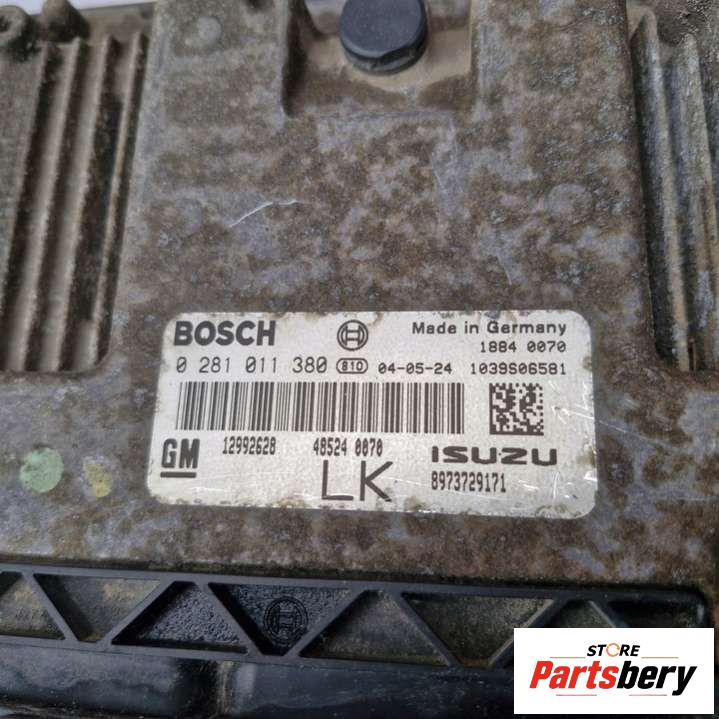 BOSCH Made in Germany
1884 0070
0 281 011 380 810 04-05-24 1039S06581
GM 12992628 48524 0070 ISUZU
LK 8973729171
STORE
Partsbery